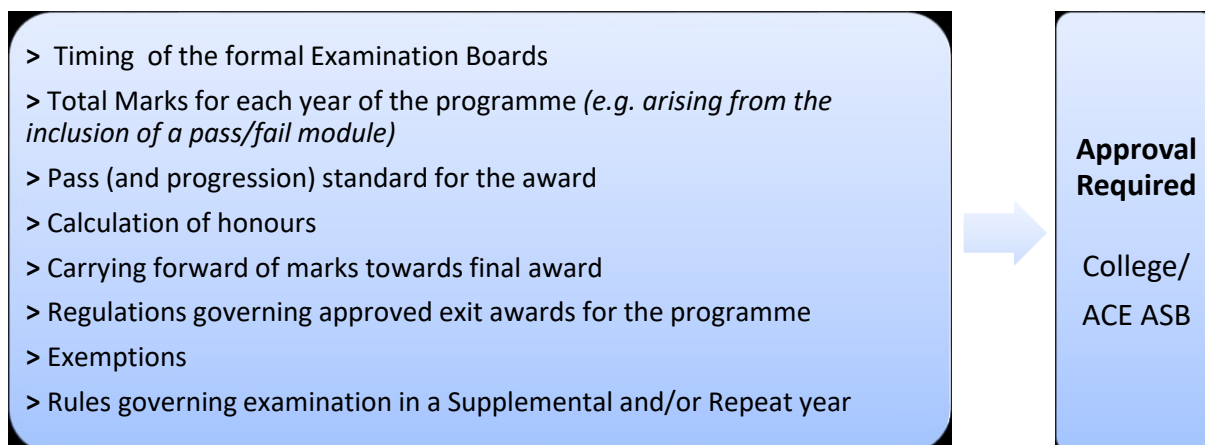 > Timing of the formal Examination Boards
> Total Marks for each year of the programme (e.g. arising from the
inclusion of a pass/fail module)
> Pass (and progression) standard for the award
> Calculation of honours
> Carrying forward of marks towards final award
> Regulations governing approved exit awards for the programme
> Exemptions
> Rules governing examination in a Supplemental and/or Repeat year
Approval
Required
College/
ACE ASB